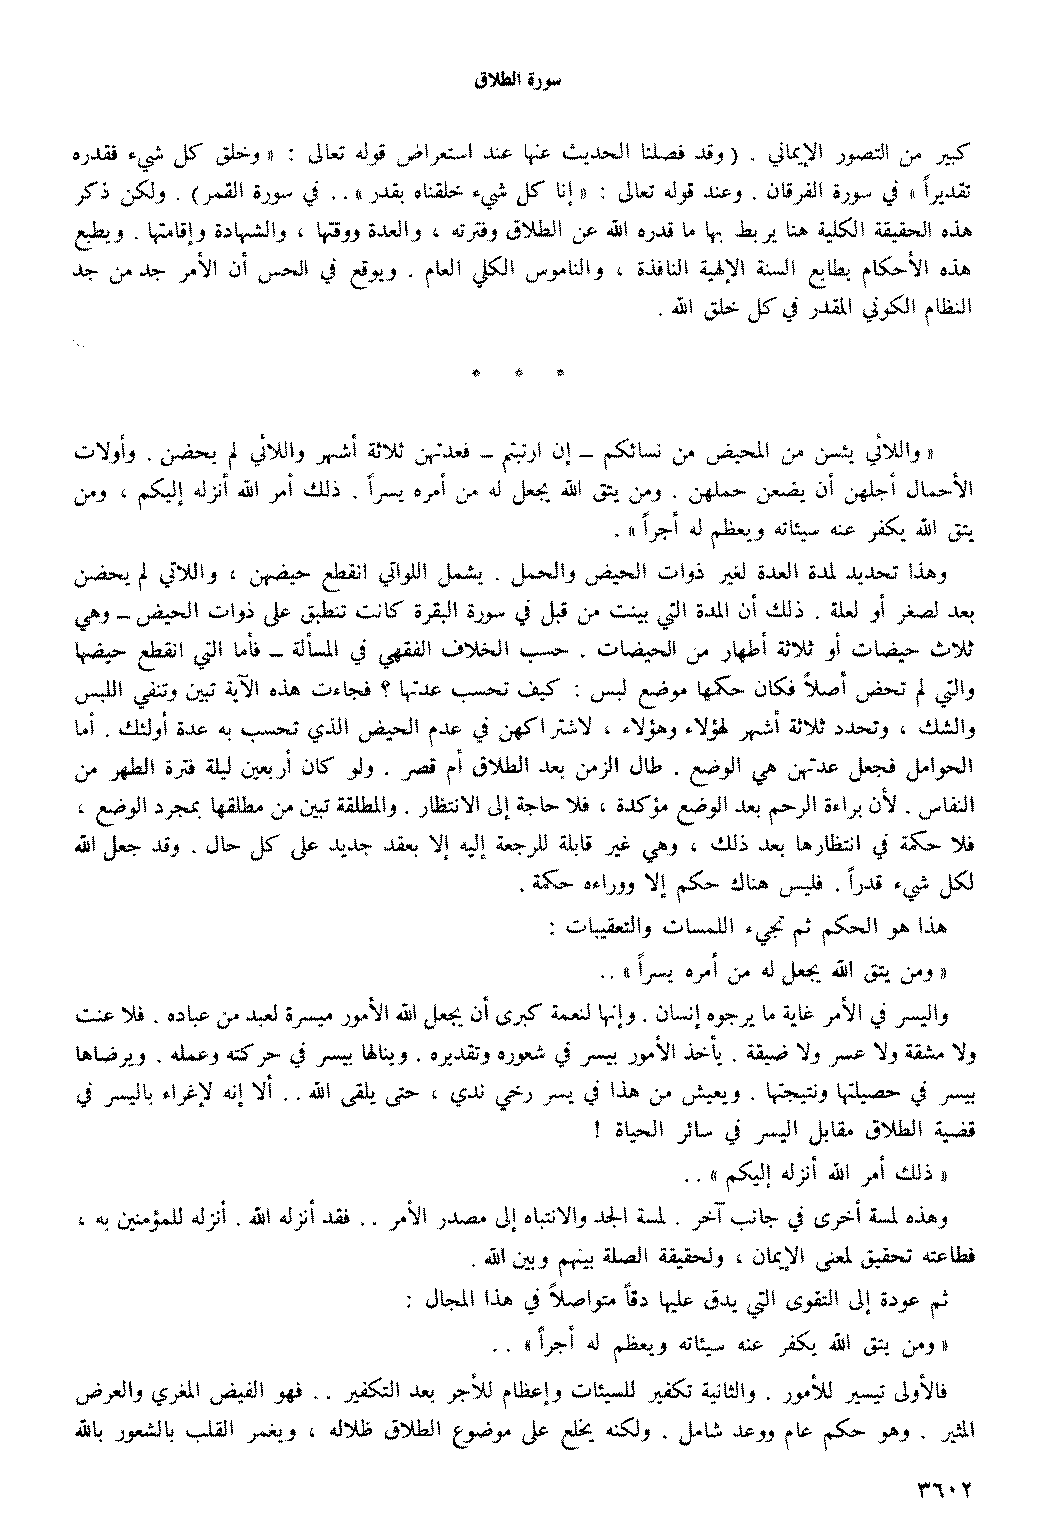 سورة الطلاق
كبير من التصور الإيماني . ( وقد فصلنا الحديث عنها عند استعراض قوله تعالى : « وخلق كل شيء فقدره
تقديراً » في سورة الفرقان . وعند قوله تعالى : « إنا كل شيء خلقناه بقدر » .. في سورة القمر ) . ولكن ذكر
هذه الحقيقة الكلية هنا يربط بها ما قدره الله عن الطلاق وفترته ، والعدة ووقتها ، والشهادة وإقامتها . ويطبع
هذه الأحكام بطابع السنة الإلهية النافذة ، والناموس الكلي العام . ويوقع في الحس أن الأمر جد من جد
النظام الكوني المقدر في كل خلق الله .
* * *
« واللائي يئسن من المحيض من نسائكم – إن ارتبتم – فعدتهن ثلاثة أشهر واللائي لم يحضن . وأولات
الأحمال أجلهن أن يضعن حملهن . ومن يتق الله يجعل له من أمره يسراً . ذلك أمر الله أنزله إليكم ، ومن
يتق الله يكفر عنه سيئاته ويعظم له أجراً » .
وهذا تحديد لمدة العدة لغير ذوات الحيض والحمل . يشمل اللواتي انقطع حيضهن ، واللاتي لم يحضن
بعد لصغر أو لعلة . ذلك أن المدة التي بينت من قبل في سورة البقرة كانت تنطبق على ذوات الحيض – وهي
ثلاث حيضات أو ثلاثة أطهار من الحيضات . حسب الخلاف الفقهي في المسألة – فأما التي انقطع حيضها
والتي لم تحض أصلاً فكان حكمها موضع لبس : كيف تحسب عدتها ؟ فجاءت هذه الآية تبين وتنفي اللبس
والشك ، وتحدد ثلاثة أشهر لهؤلاء وهؤلاء ، لاشتراكهن في عدم الحيض الذي تحسب به عدة أولئك . أما
الحوامل فجعل عدتهن هي الوضع . طال الزمن بعد الطلاق أم قصر . ولو كان أربعين ليلة فترة الطهر من
النفاس . لأن براءة الرحم بعد الوضع مؤكدة ، فلا حاجة إلى الانتظار . والمطلقة تبين من مطلقها بمجرد الوضع ،
فلا حكمة في انتظارها بعد ذلك ، وهي غير قابلة للرجعة إليه إلا بعقد جديد على كل حال . وقد جعل الله
لكل شيء قدراً . فليس هناك حكم إلا ووراءه حكمة .
هذا هو الحكم ثم تجيء اللمسات والتعقيبات :
« ومن يتق الله يجعل له من أمره يسراً » ..
واليسر في الأمر غاية ما يرجوه إنسان . وإنها لنعمة كبرى أن يجعل الله الأمور ميسرة لعبد من عباده . فلا عنت
ولا مشقة ولا عسر ولا ضيقة . يأخذ الأمور بيسر في شعوره وتقديره . وينالها بيسر في حركته وعمله . ويرضاها
بيسر في حصيلتها ونتيجتها . ويعيش من هذا في يسر رخي ندي ، حتى يلقى الله .. ألا إنه لإغراء باليسر في
قضية الطلاق مقابل اليسر في سائر الحياة !
« ذلك أمر الله أنزله إليكم » ..
وهذه لمسة أخرى في جانب آخر . لمسة الجد والانتباه إلى مصدر الأمر .. فقد أنزله الله . أنزله للمؤمنين به ،
فطاعته تحقيق لمعنى الإيمان ، ولحقيقة الصلة بينهم وبين الله .
ثم عودة إلى التقوى التي يدق عليها دقاً متواصلاً في هذا المجال :
« ومن يتق الله يكفر عنه سيئاته ويعظم له أجراً » ..
فالأولى تيسير للأمور . والثانية تكفير للسيئات وإعظام للأجر بعد التكفير .. فهو الفيض المغري والعرض
المثير . وهو حكم عام ووعد شامل . ولكنه يخلع على موضوع الطلاق ظلاله ، ويغمر القلب بالشعور بالله
٣٦٠٢